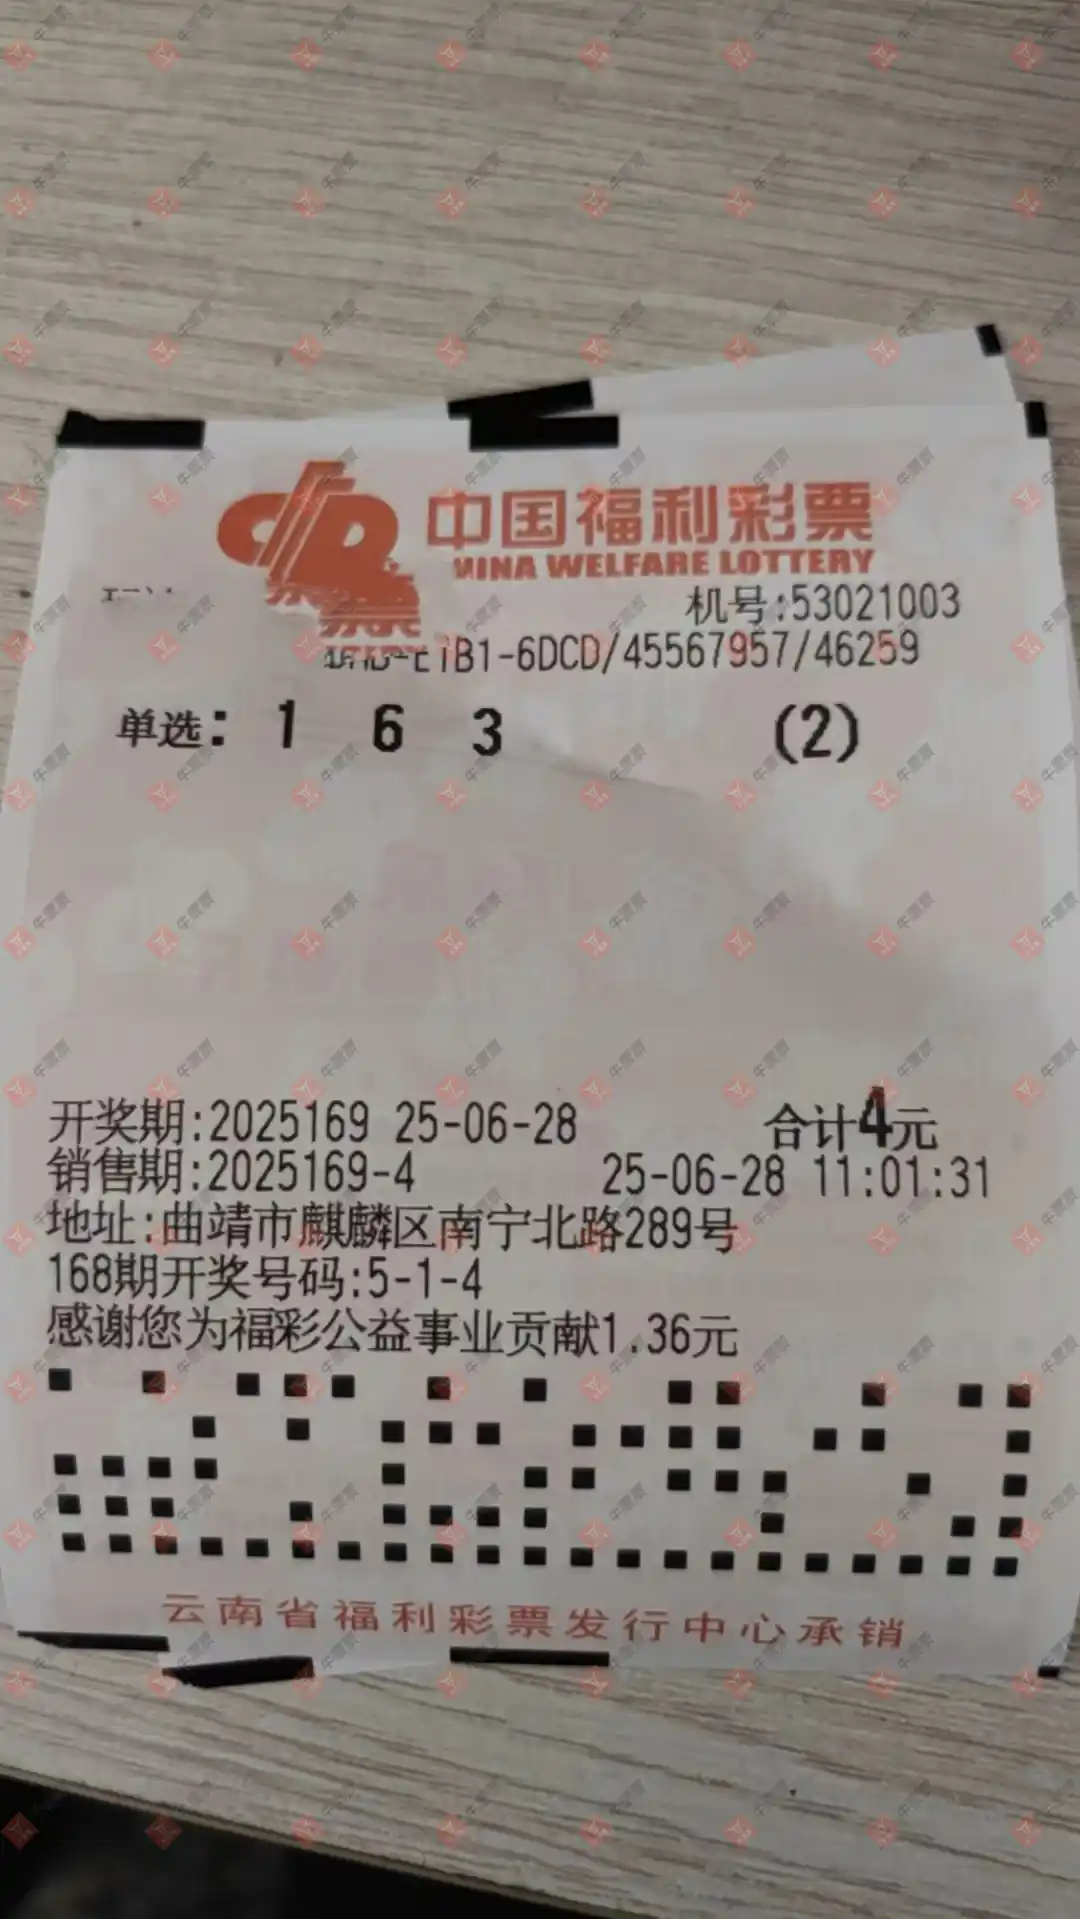 中国福利彩票
HINA WELFARE LOTTERY
票
机号:53021003
B1-6DCD/45567957/46259
单选: 1 6 3 (2)
开奖期:2025169 25-06-28 合计4元
销售期:2025169-4 25-06-28 11:01:31
地址:曲靖市麒麟区南宁北路289号
168期开奖号码:5-1-4
感谢您为福彩公益事业贡献1.36元
云南省福利彩票发行中心承销